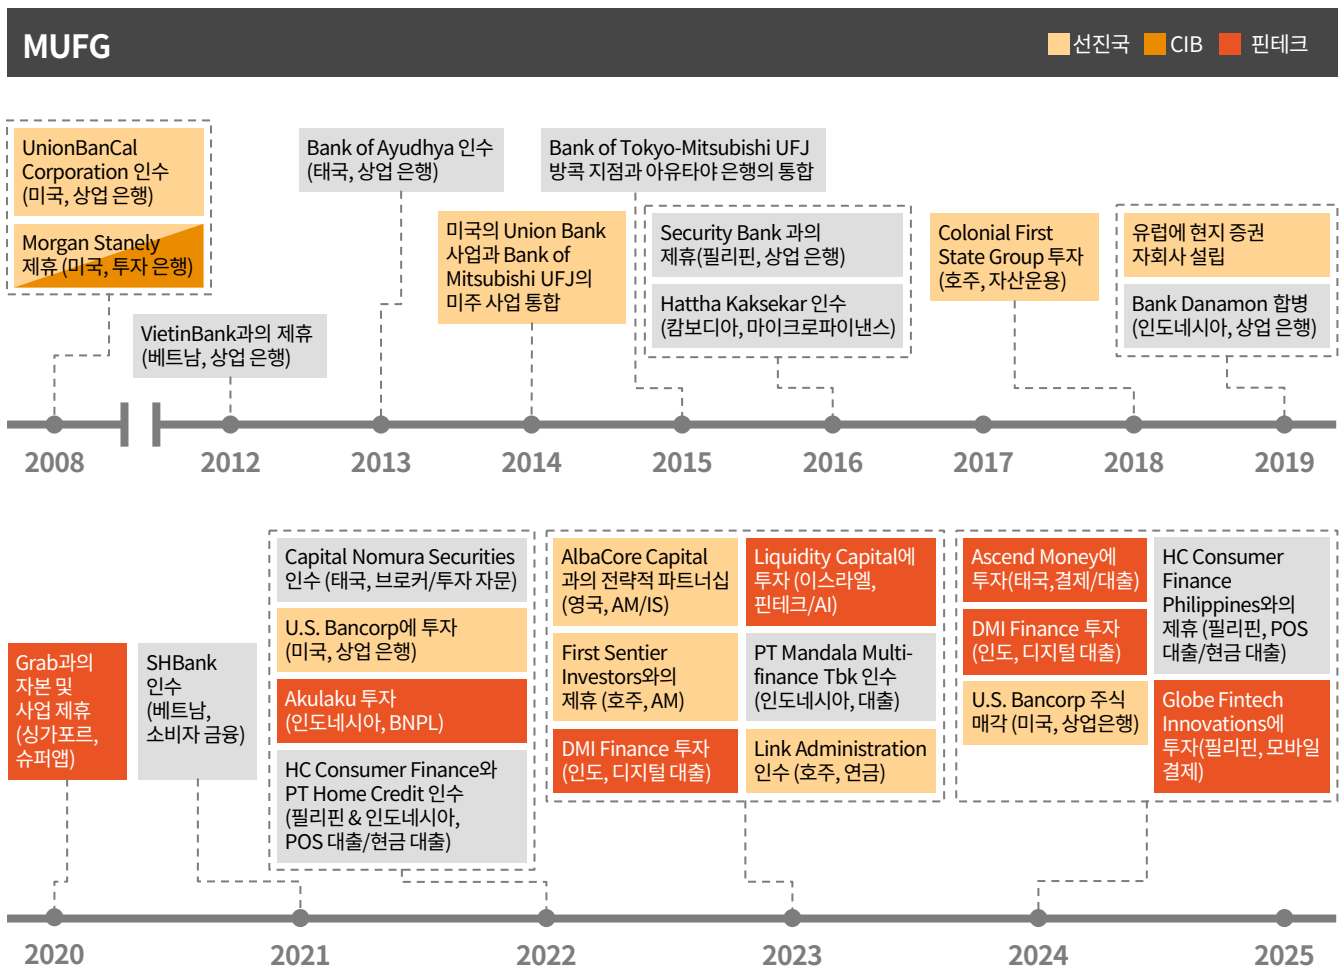 MUFG
선진국
CIB
핀테크
UnionBanCal
Corporation 인수
(미국, 상업 은행)
Morgan Stanely
제휴 (미국, 투자 은행)
VietinBank과의 제휴
(베트남, 상업 은행)
Bank of Ayudhya 인수
(태국, 상업 은행)
미국의 Union Bank
사업과 Bank of
Mitsubishi UFJ의
미주 사업 통합
Bank of Tokyo-Mitsubishi UFJ
방콕 지점과 아유타야 은행의 통합
Security Bank 과의
제휴(필리핀, 상업 은행)
Hattha Kaksekar 인수
(캄보디아, 마이크로파이낸스)
Colonial First
State Group 투자
(호주, 자산운용)
유럽에 현지 증권
자회사 설립
Bank Danamon 합병
(인도네시아, 상업 은행)
2008
2012
2013
2014
2015
2016
2017
2018
2019
Grab과의
자본 및
사업 제휴
(싱가포르,
슈퍼앱)
SHBank
인수
(베트남,
소비자 금융)
Capital Nomura Securities
인수 (태국, 브로커/투자 자문)
U.S. Bancorp에 투자
(미국, 상업 은행)
Akulaku 투자
(인도네시아, BNPL)
HC Consumer Finance와
PT Home Credit 인수
(필리핀 & 인도네시아,
POS 대출/현금 대출)
AlbaCore Capital
과의 전략적 파트너십
(영국, AM/IS)
First Sentier
Investors와의
제휴 (호주, AM)
DMI Finance 투자
(인도, 디지털 대출)
Liquidity Capital에
투자 (이스라엘,
핀테크/AI)
PT Mandala Multi-
finance Tbk 인수
(인도네시아, 대출)
Link Administration
인수 (호주, 연금)
Ascend Money에
투자(태국,결제/대출)
DMI Finance 투자
(인도, 디지털 대출)
U.S. Bancorp 주식
매각 (미국, 상업은행)
HC Consumer
Finance
Philippines와의
제휴 (필리핀, POS
대출/현금 대출)
Globe Fintech
Innovations에
투자(필리핀, 모바일
결제)
2020
2021
2022
2023
2024
2025